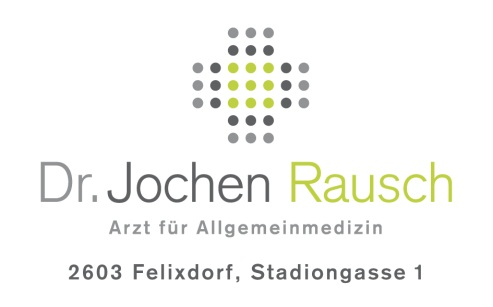 Dr. Jochen Rausch
Arzt für Allgemeinmedizin
2603 Felixdorf, Stadiongasse 1